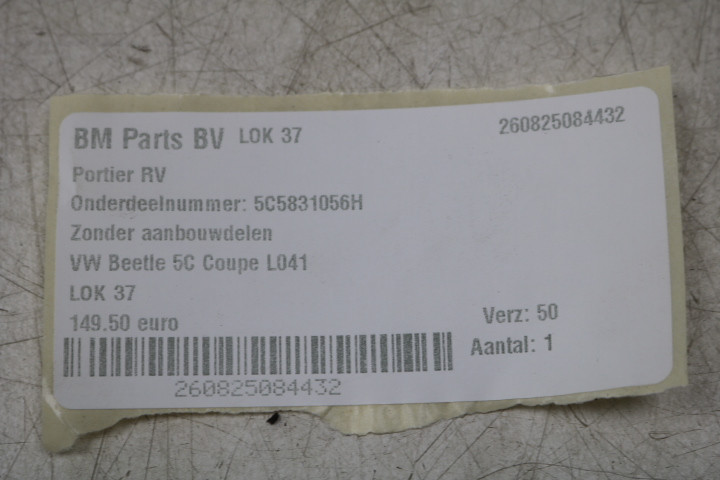 BM Parts BV LOK 37 260825084432
Portier RV
Onderdeelnummer: 5C5831056H
Zonder aanbouwdelen
VW Beetle 5C Coupe L041
LOK 37
149.50 euro Verz: 50
Aantal: 1
260825084432